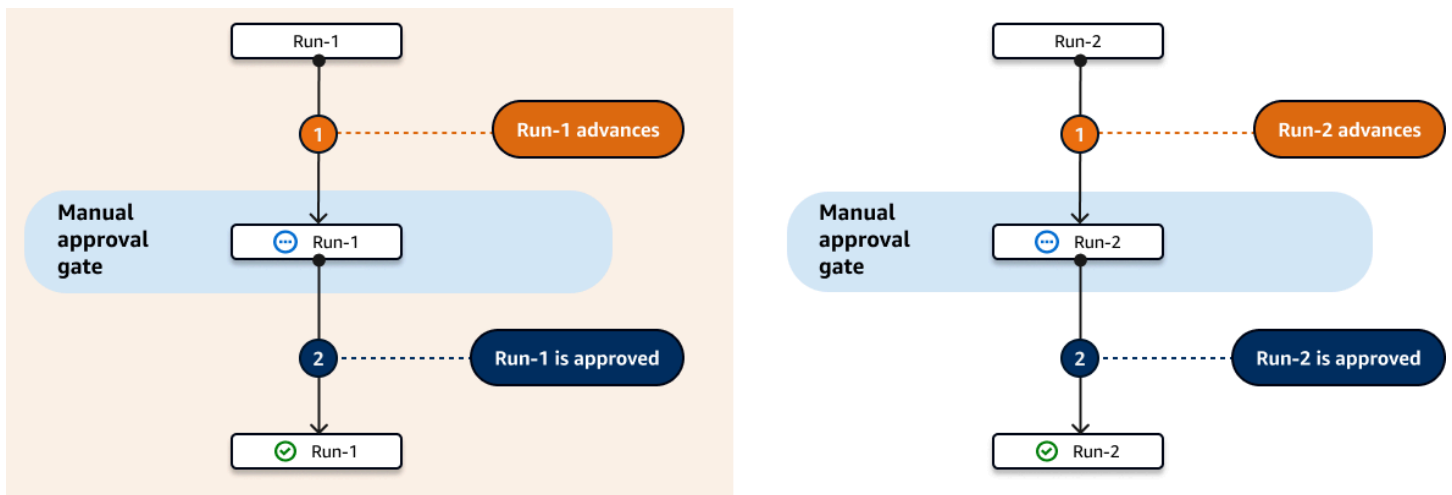 Run-1
1
Run-1 advances
Manual
approval
gate
Run-1
2
Run-1 is approved
Run-1
Run-2
1
Run-2 advances
Manual
approval
gate
Run-2
2
Run-2 is approved
Run-2